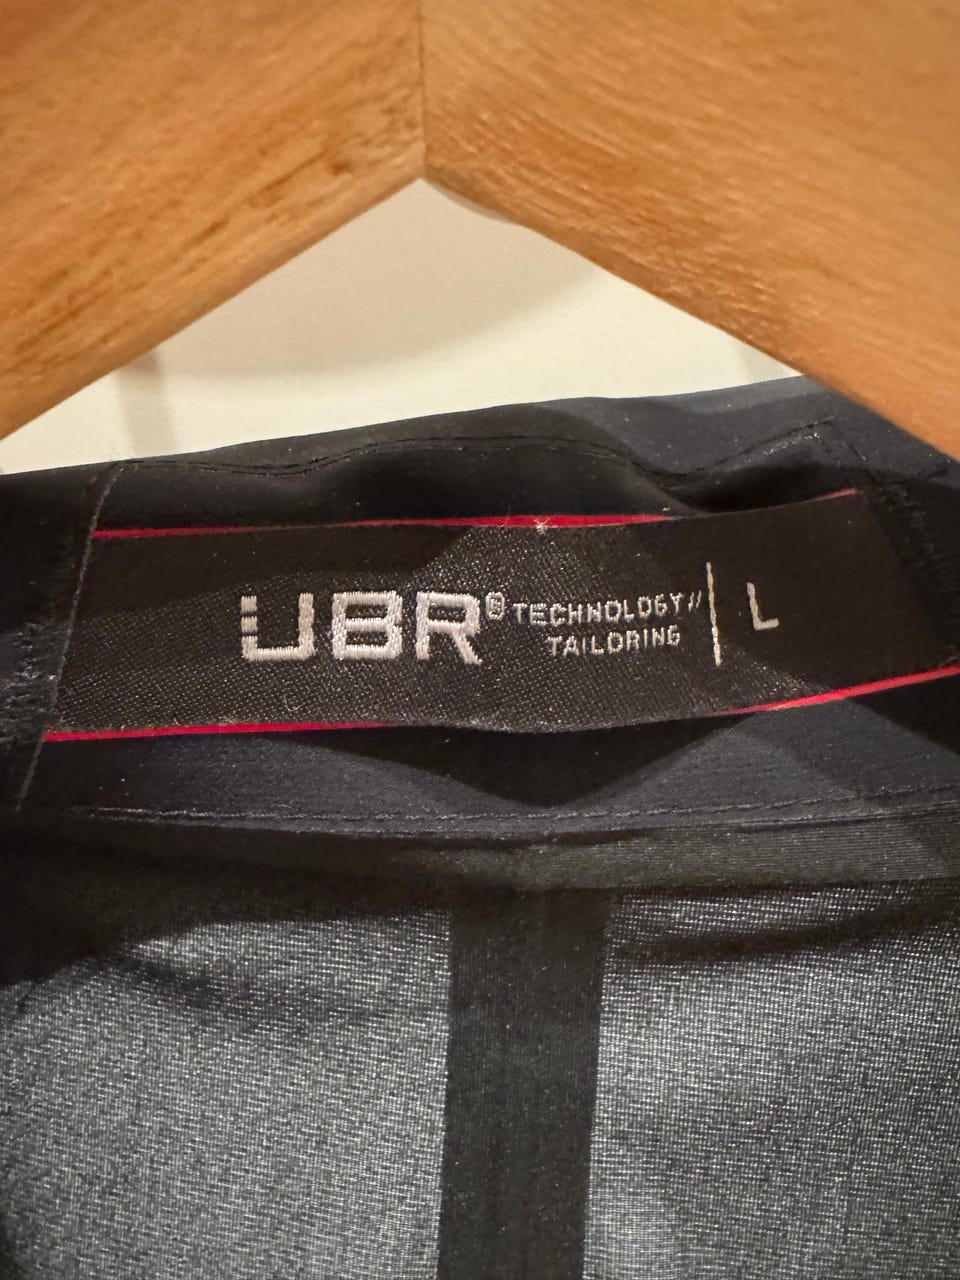 UBR® TECHNOLOGY// | L
TAILORING